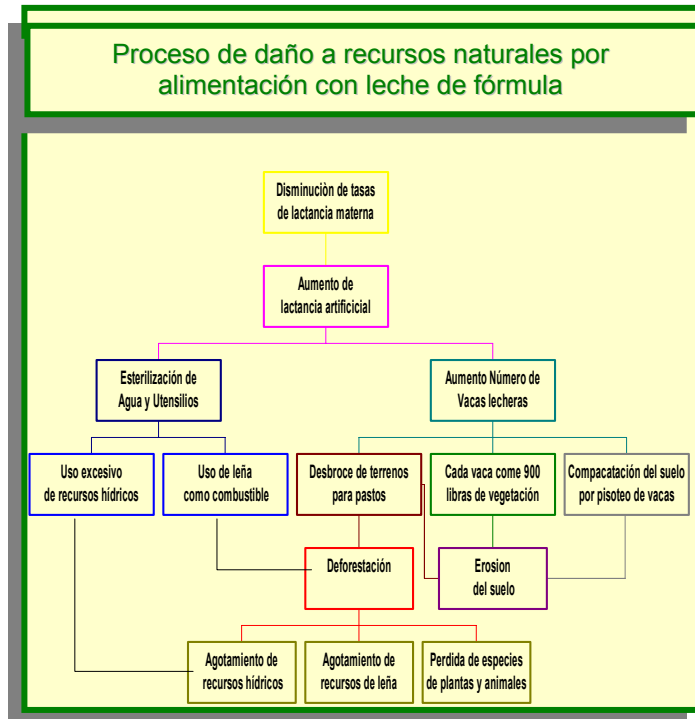 Proceso de daño a recursos naturales por
alimentación con leche de fórmula
Disminuciòn de tasas
de lactancia materna
Aumento de
lactancia artificicial
Esterilización de
Agua y Utensilios
Aumento Número de
Vacas lecheras
Uso excesivo
de recursos hídricos
Uso de leña
como combustible
Desbroce de terrenos
para pastos
Cada vaca come 900
libras de vegetación
Compacatación del suelo
por pisoteo de vacas
Deforestación
Erosion
del suelo
Agotamiento de
recursos hídricos
Agotamiento de
recursos de leña
Perdida de especies
de plantas y animales